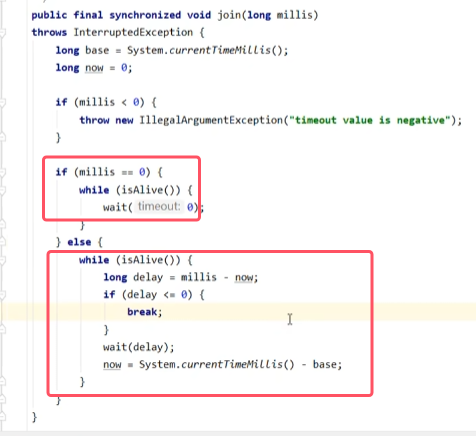 public final synchronized void join(long millis)
throws InterruptedException {
    long base = System.currentTimeMillis();
    long now = 0;

    if (millis < 0) {
        throw new IllegalArgumentException("timeout value is negative");
    }

    if (millis == 0) {
        while (isAlive()) {
            wait( timeout: 0);
        }
    } else {
        while (isAlive()) {
            long delay = millis - now;
            if (delay <= 0) {
                break;
            }
            wait(delay);
            now = System.currentTimeMillis() - base;
        }
    }
}